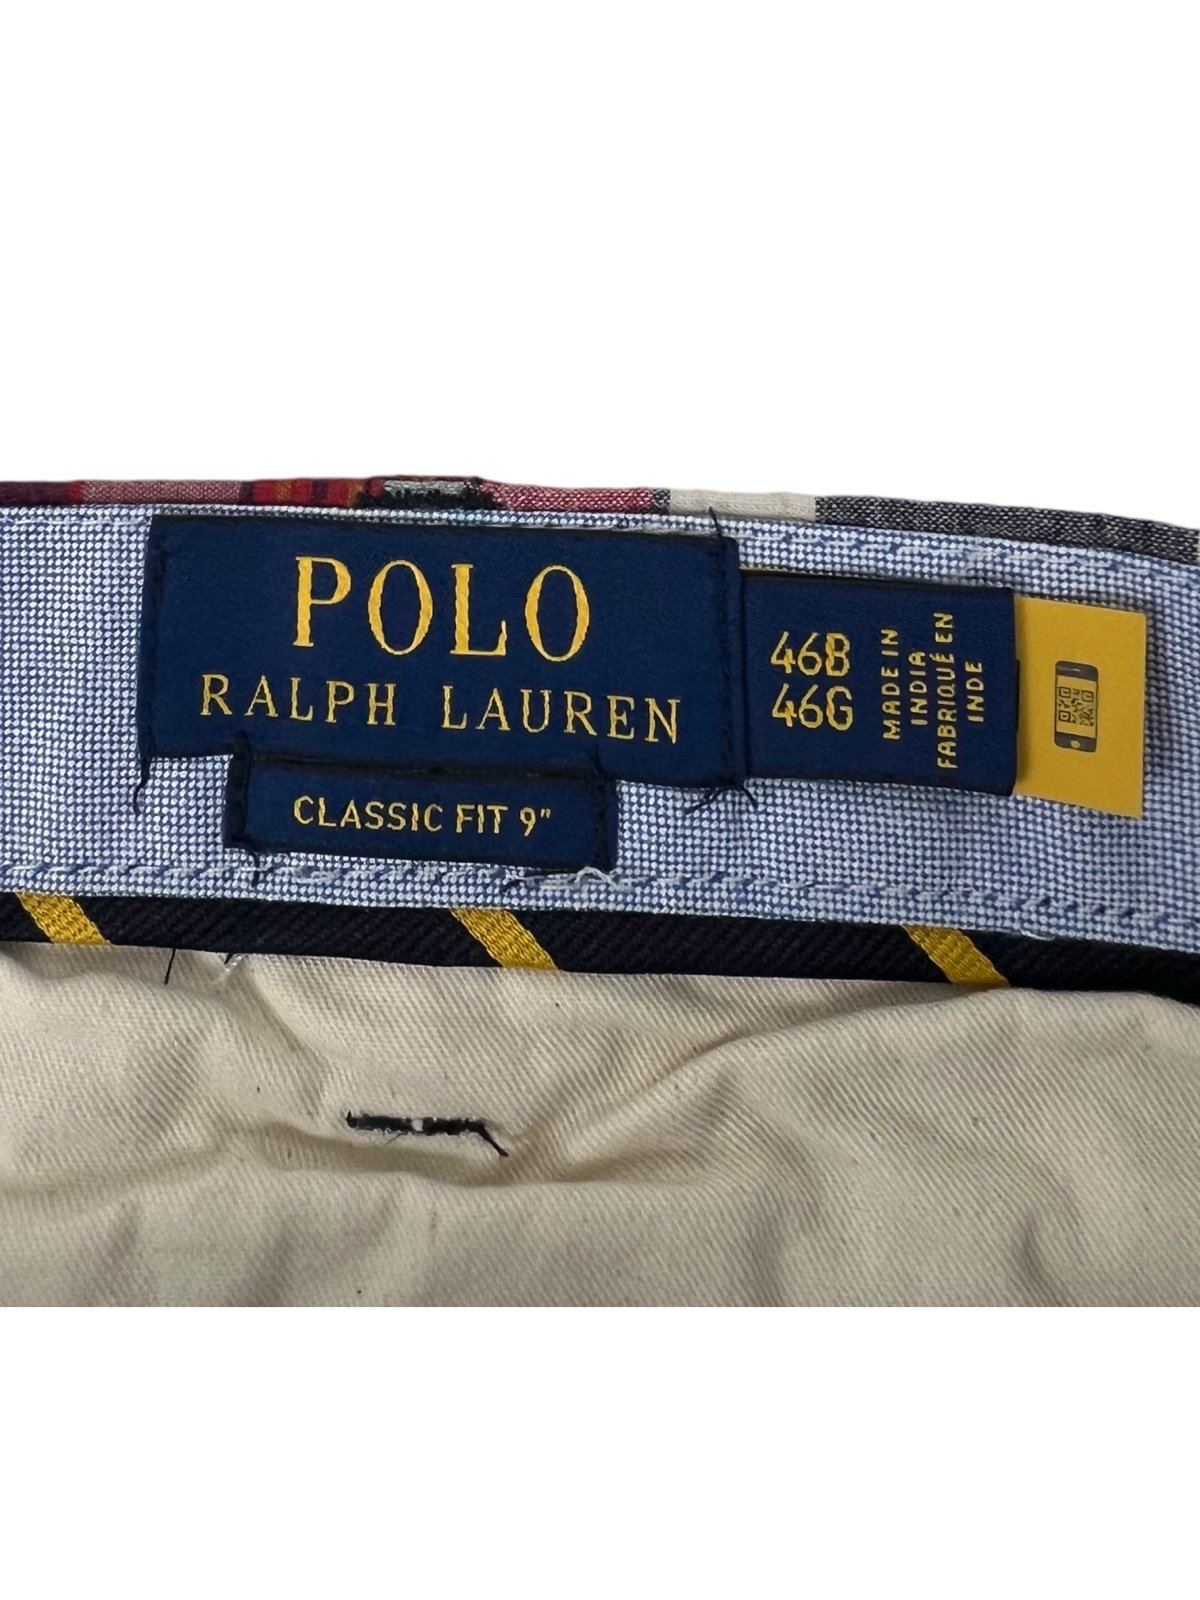 POLO
RALPH LAUREN
CLASSIC FIT 9"
46B
46G
MADE IN
INDIA
FABRIQUÉ EN
INDE